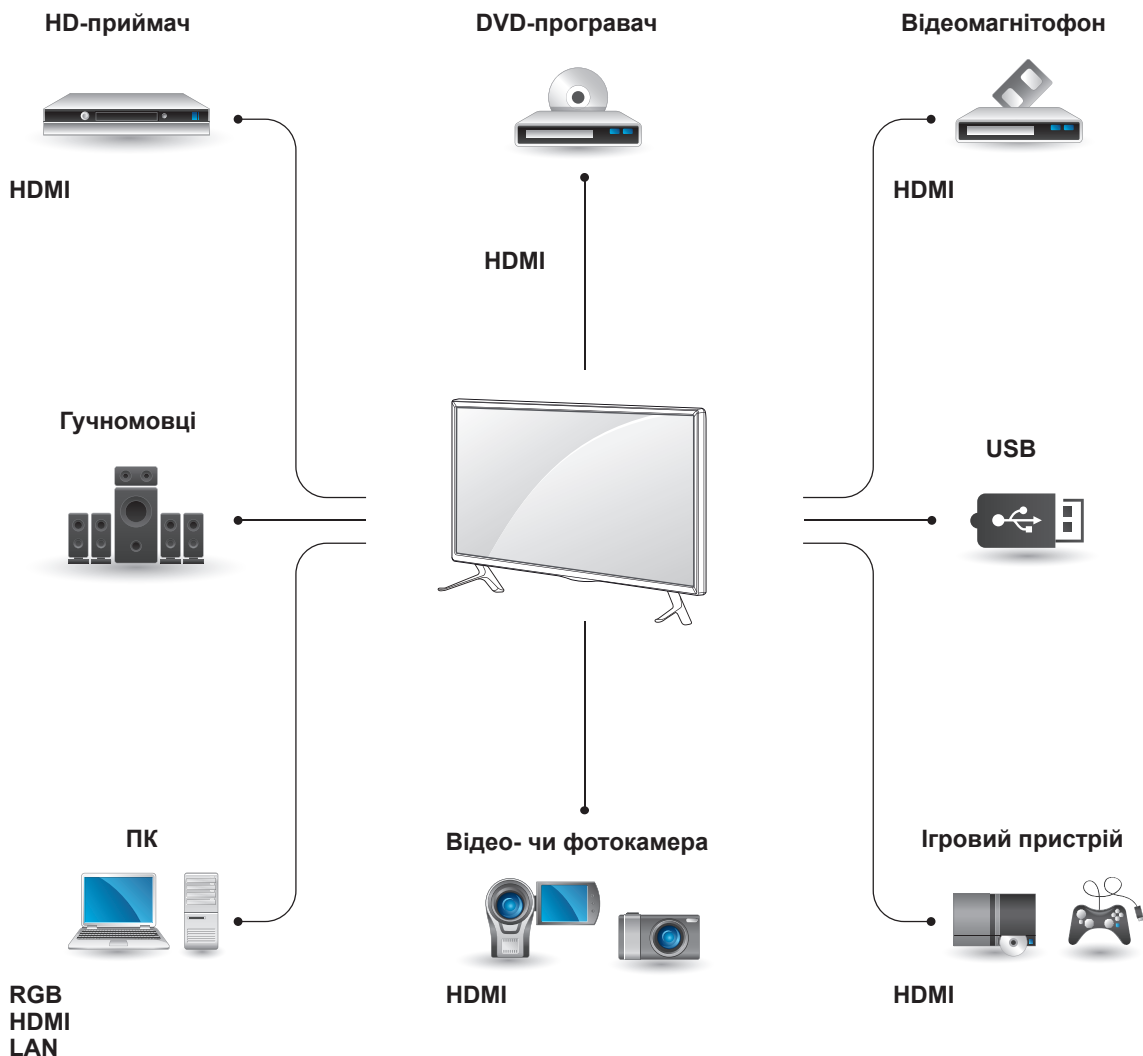 HD-приймач
DVD-програвач
Відеомагнітофон
HDMI
HDMI
HDMI
Гучномовці
USB
ПК
Відео- чи фотокамера
Ігровий пристрій
RGB
HDMI
LAN
HDMI
HDMI